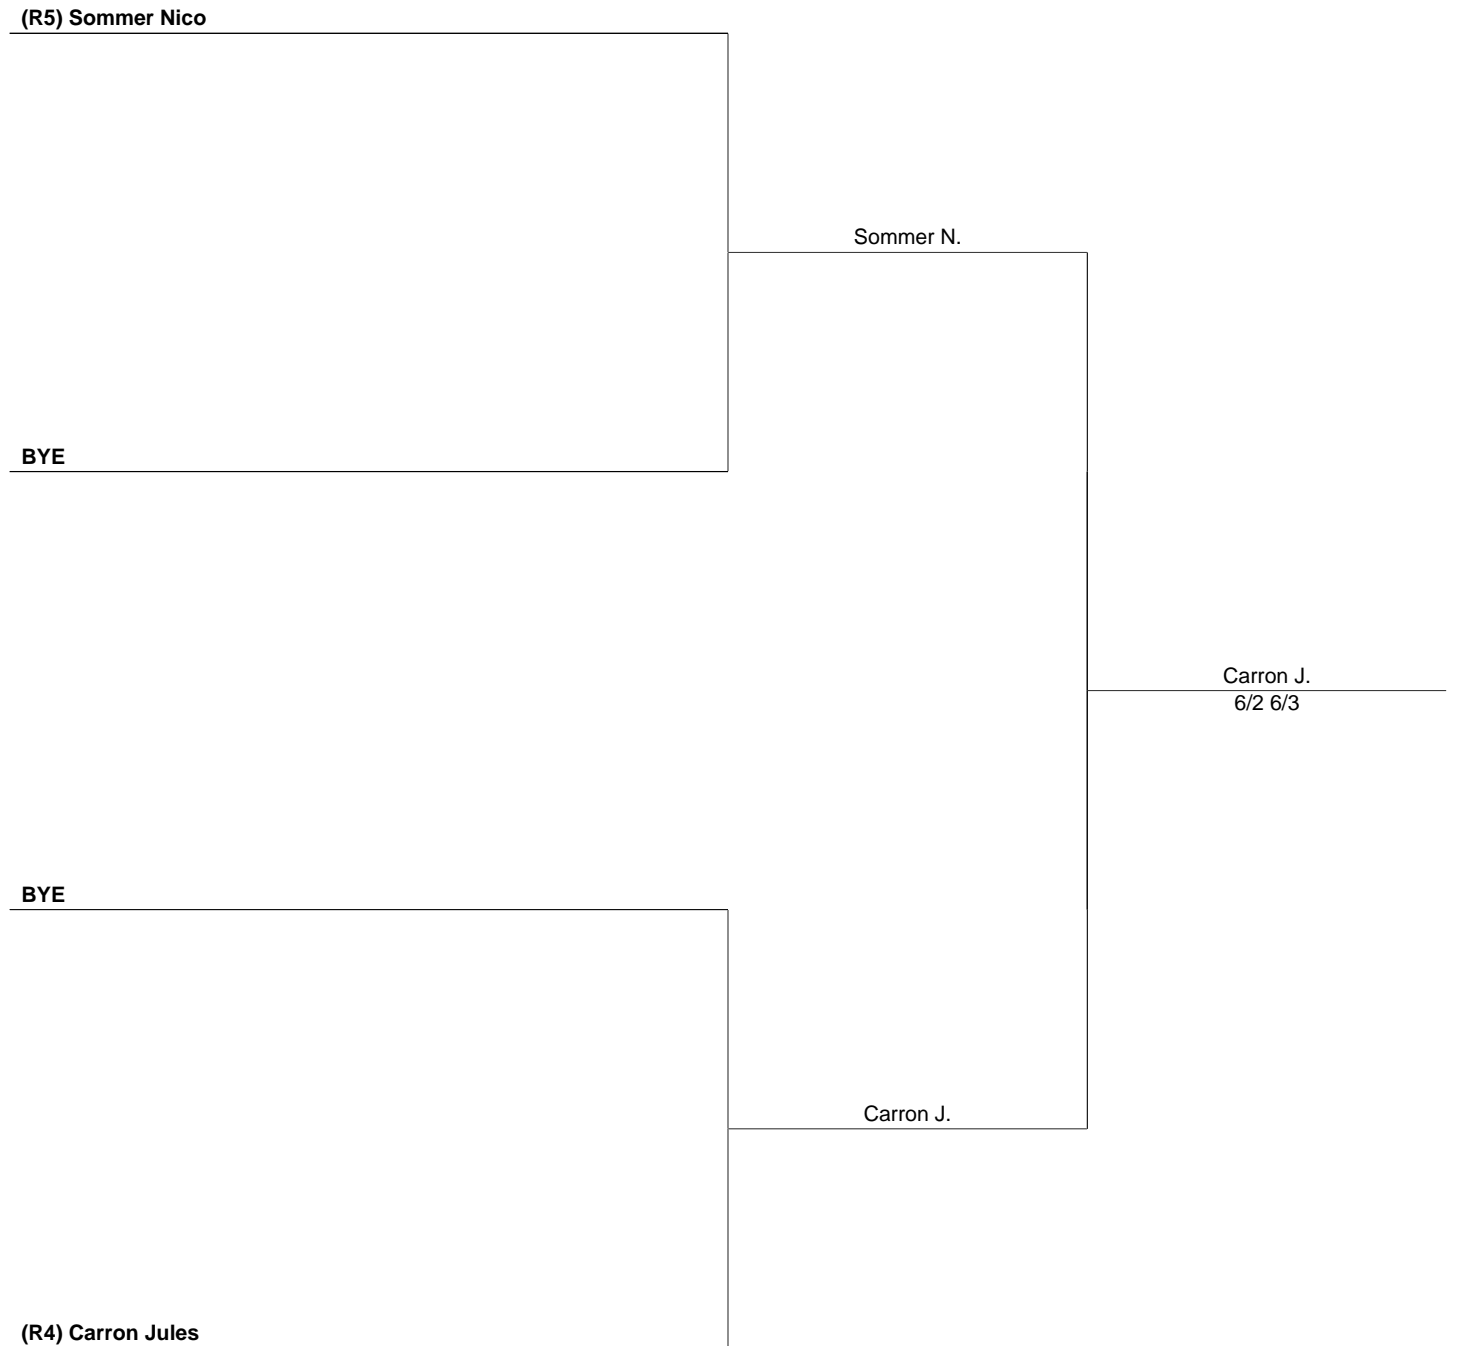 (R5) Sommer Nico
Sommer N.
BYE
Carron J.
6/2 6/3
BYE
Carron J.
(R4) Carron Jules